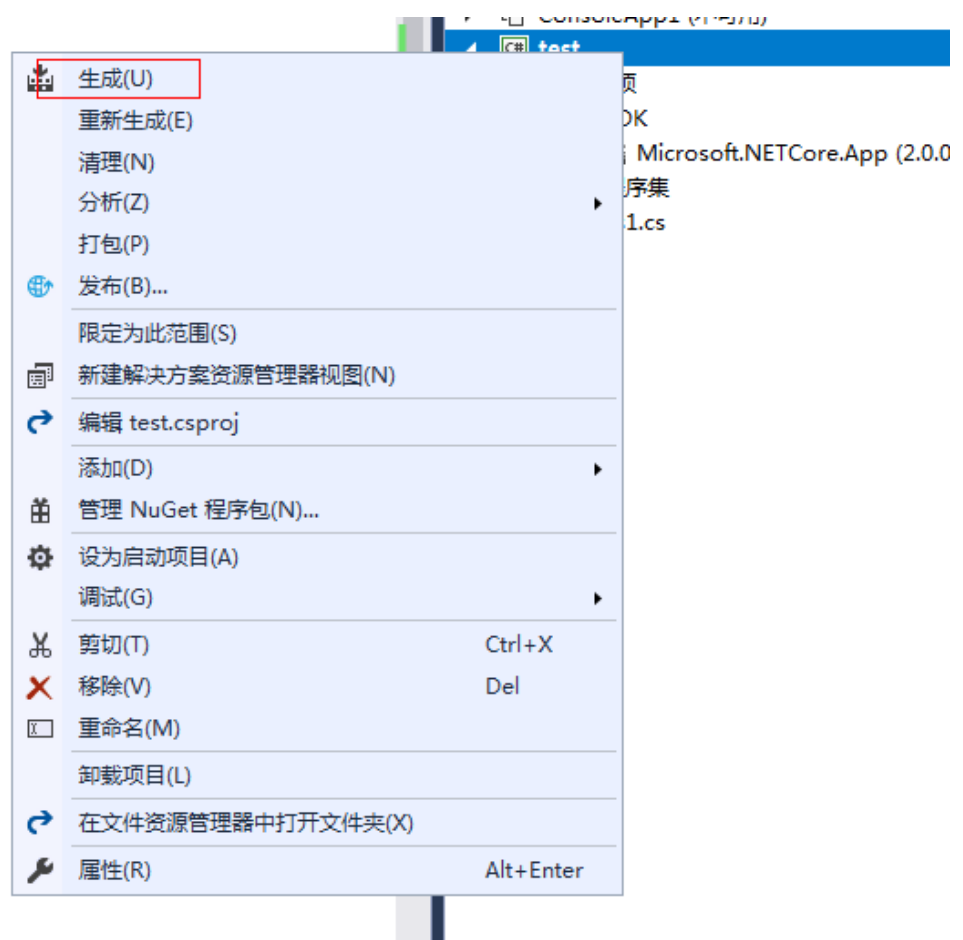 ConsoleApp1 (不可用)
C# test
生成(U)
重新生成(E)
清理(N)
分析(Z)
打包(P)
发布(B)...
限定为此范围(S)
新建解决方案资源管理器视图(N)
编辑 test.csproj
添加(D)
管理 NuGet 程序包(N)...
设为启动项目(A)
调试(G)
剪切(T) Ctrl+X
移除(V) Del
重命名(M)
卸载项目(L)
在文件资源管理器中打开文件夹(X)
属性(R) Alt+Enter
项
DK
Microsoft.NETCore.App (2.0.0
序集
1.cs